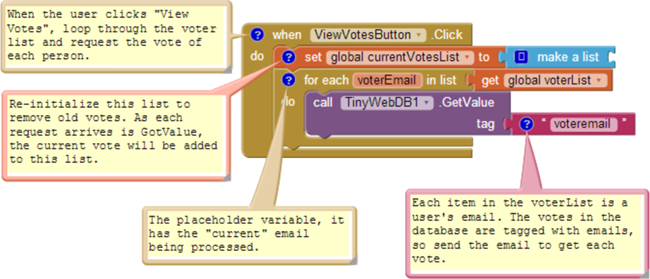 When the user clicks "View
Votes", loop through the voter
list and request the vote of
each person.
? when ViewVotesButton .Click
do ? set global currentVotesList to make a list
? for each voterEmail in list get global voterList
do call TinyWebDB1 .GetValue
tag ? " voteremail "
Re-initialize this list to
remove old votes. As each
request arrives is GotValue,
the current vote will be added
to this list.
The placeholder variable, it
has the "current" email
being processed.
Each item in the voterList is a
user's email. The votes in the
database are tagged with emails,
so send the email to get each
vote.